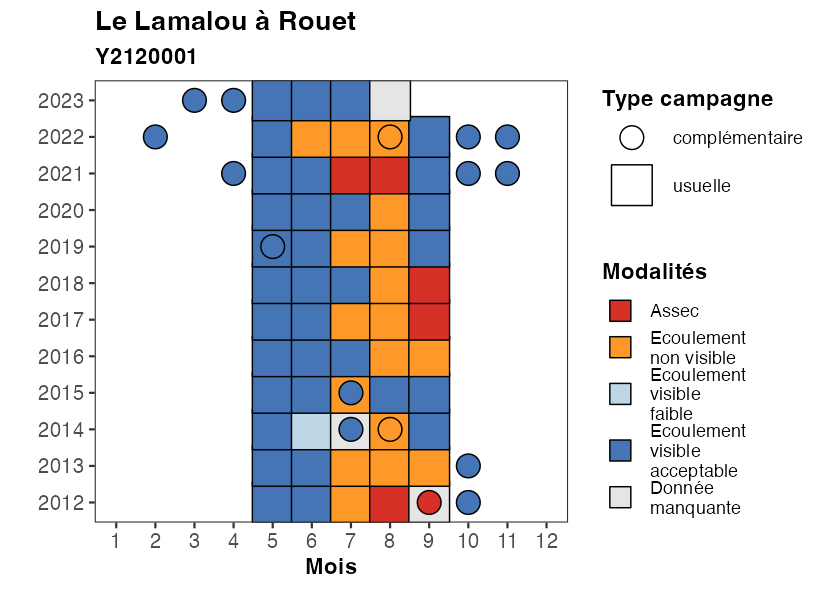 Le Lamalou à Rouet
Y2120001
2023
2022
2021
2020
2019
2018
2017
2016
2015
2014
2013
2012
1 2 3 4 5 6 7 8 9 10 11 12
Mois
Type campagne
complémentaire
usuelle
Modalités
Assec
Ecoulement
non visible
Ecoulement
visible
faible
Ecoulement
visible
acceptable
Donnée
manquante